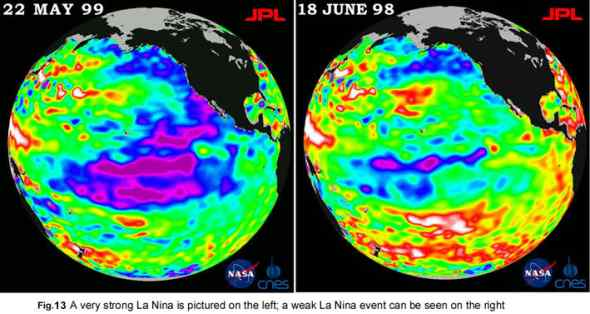 22 MAY 99
JPL
18 JUNE 98
JPL
NASA
cnes
NASA
cnes
Fig.13 A very strong La Nina is pictured on the left; a weak La Nina event can be seen on the right